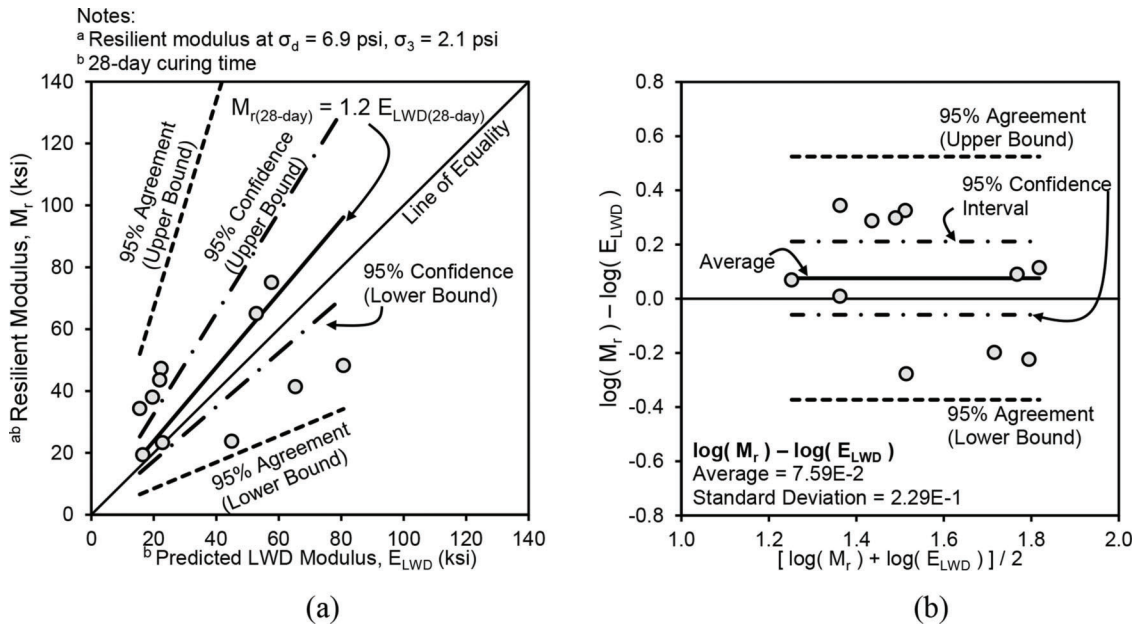 Notes:
ᵃ Resilient modulus at σd = 6.9 psi, σ3 = 2.1 psi
ᵇ 28-day curing time
140
120
100
80
60
40
20
0
ᵃᵇ Resilient Modulus, Mr (ksi)
95% Agreement
(Upper Bound)
Mr(28-day) = 1.2 ELWD(28-day)
95% Confidence
(Upper Bound)
Line of Equality
95% Confidence
(Lower Bound)
95% Agreement
(Lower Bound)
0 20 40 60 80 100 120 140
ᵇ Predicted LWD Modulus, ELWD (ksi)
(a)
0.8
0.6
0.4
0.2
0.0
-0.2
-0.4
-0.6
-0.8
log( Mr ) – log( ELWD )
95% Agreement
(Upper Bound)
95% Confidence
Interval
Average
95% Agreement
(Lower Bound)
log( Mr ) – log( ELWD )
Average = 7.59E-2
Standard Deviation = 2.29E-1
1.0 1.2 1.4 1.6 1.8 2.0
[ log( Mr ) + log( ELWD ) ] / 2
(b)